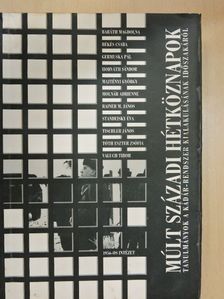 BARÁTH MAGDOLNA
BÉKÉS CSABA
GERMUSKA PÁL
HORVÁTH SÁNDOR
MAJTÉNYI GYÖRGY
MOLNÁR ADRIENNE
RAINER M. JÁNOS
STANDEISKY ÉVA
TISCHLER JÁNOS
TÓTH ESZTER ZSÓFIA
VALUCH TIBOR
1956-OS INTÉZET
MÚLT SZÁZADI HÉTKÖZNAPOK
TANULMÁNYOK A KÁDÁR-RENDSZER KIALAKULÁSÁNAK IDŐSZAKÁRÓL